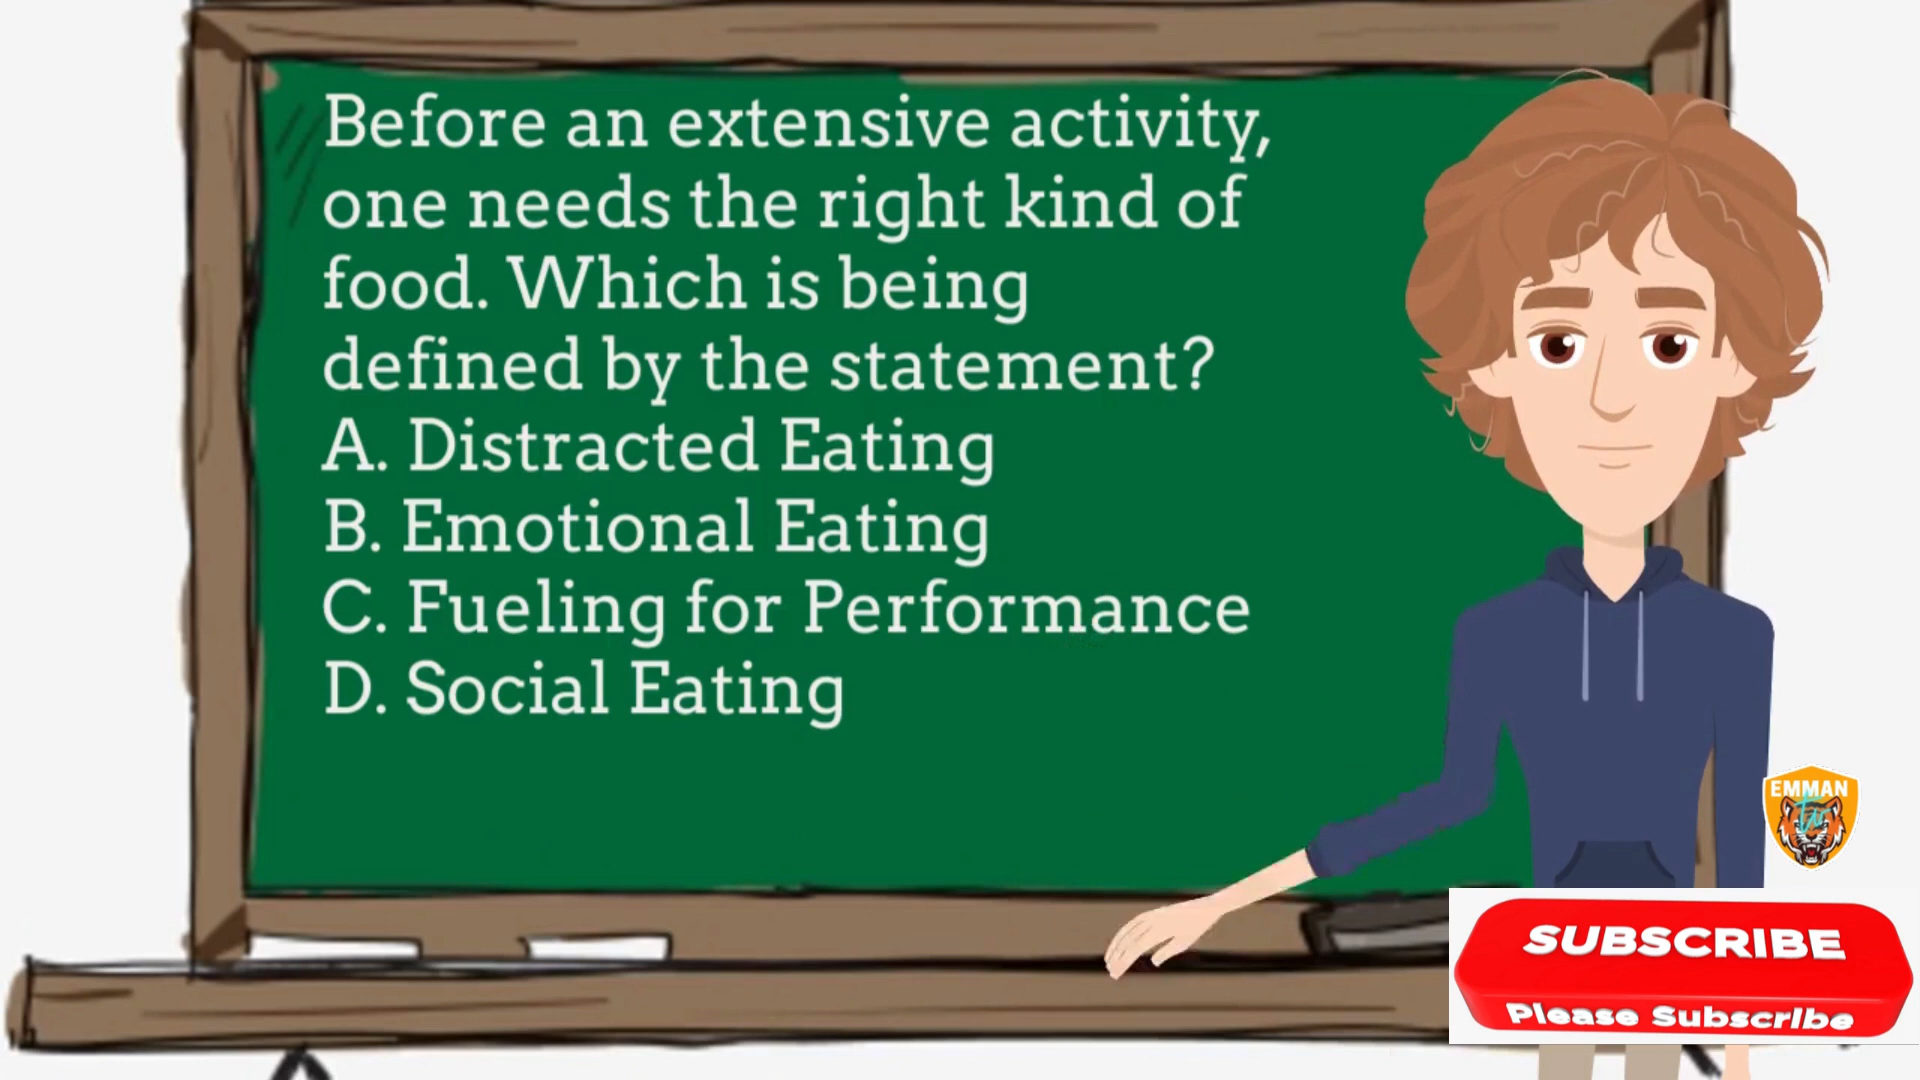 Before an extensive activity,
one needs the right kind of
food. Which is being
defined by the statement?
A. Distracted Eating
B. Emotional Eating
C. Fueling for Performance
D. Social Eating
EMMAN
tv
SUBSCRIBE
Please Subscribe